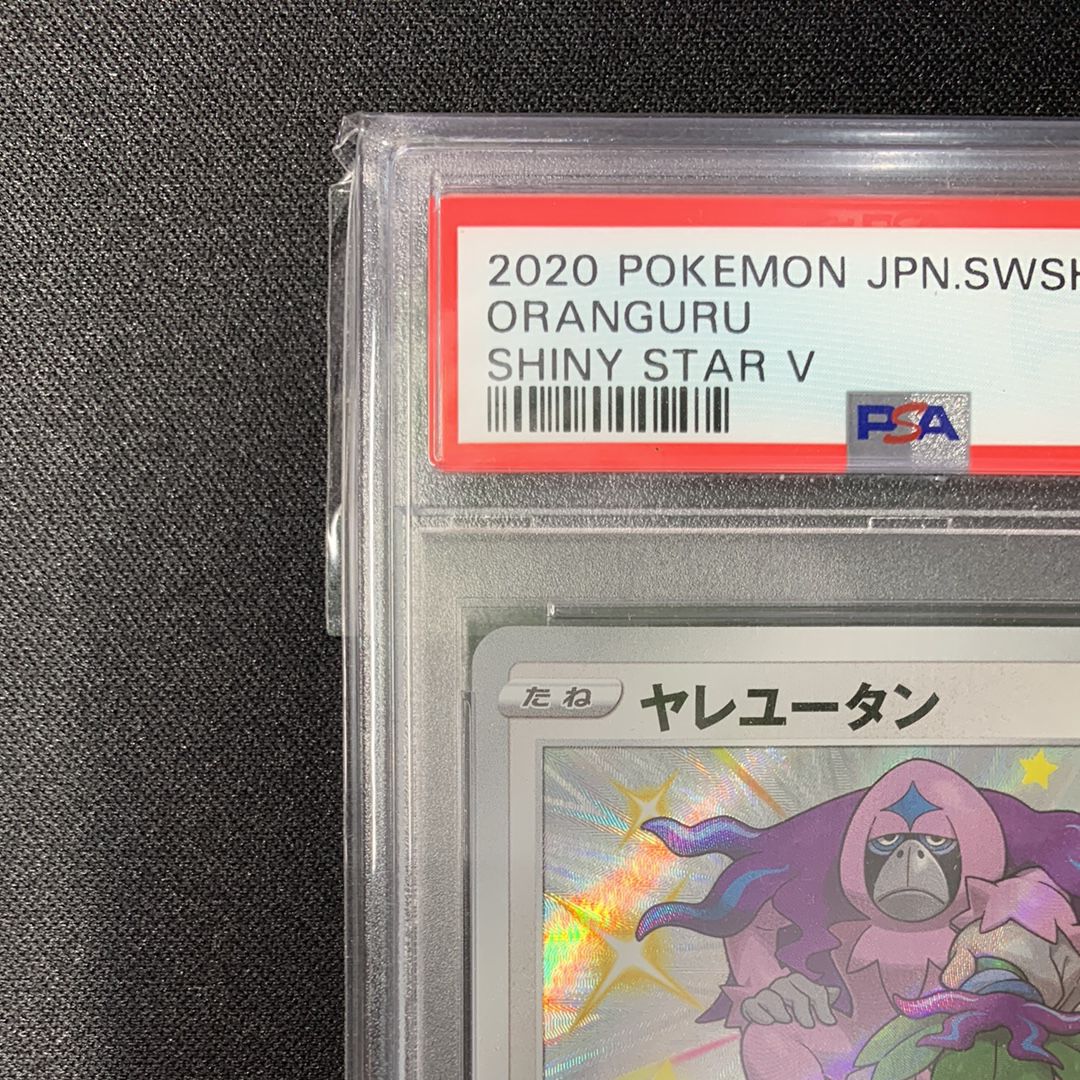 2020 POKEMON JPN.SWSH
ORANGURU
SHINY STAR V
PSA
たね ヤレユータン